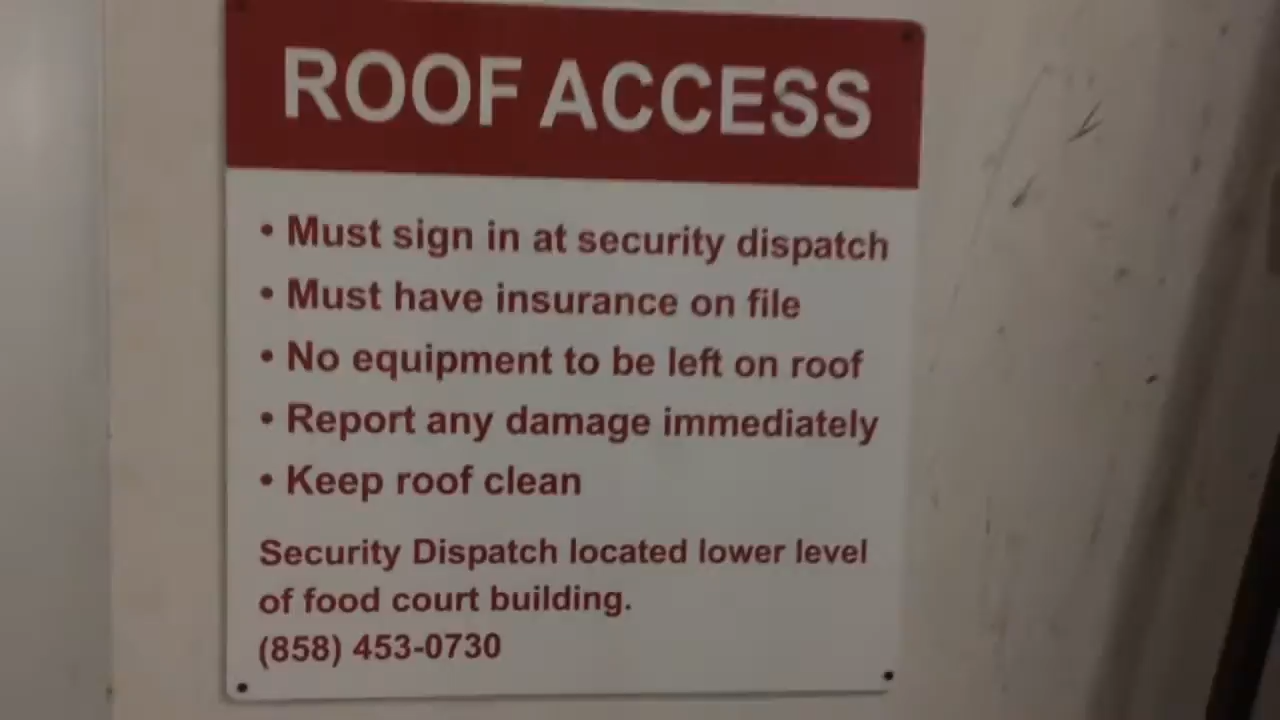 ROOF ACCESS
• Must sign in at security dispatch
• Must have insurance on file
• No equipment to be left on roof
• Report any damage immediately
• Keep roof clean
Security Dispatch located lower level
of food court building.
(858) 453-0730